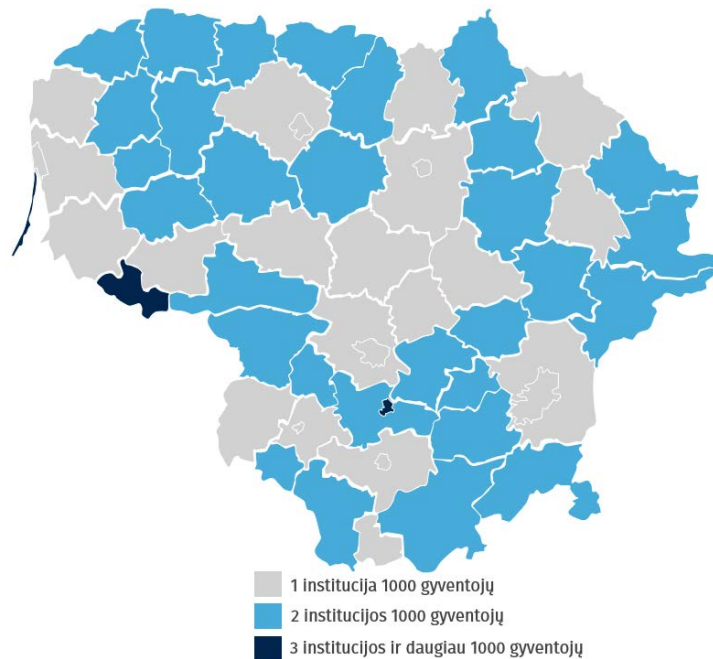 1 institucija 1000 gyventojų
2 institucijos 1000 gyventojų
3 institucijos ir daugiau 1000 gyventojų